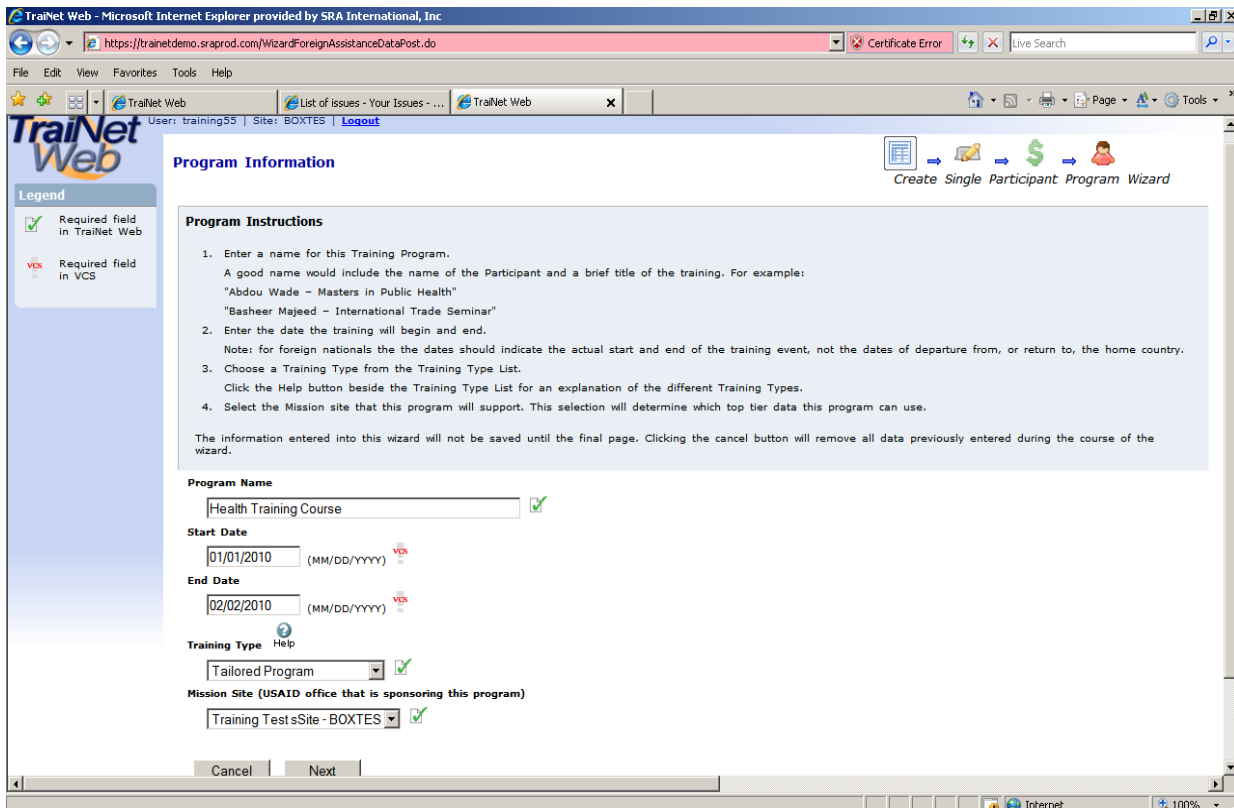 TraiNet Web - Microsoft Internet Explorer provided by SRA International, Inc
https://trainetdemo.sraprod.com/WizardForeignAssistanceDataPost.do
Certificate Error
Live Search
File Edit View Favorites Tools Help
TraiNet Web
List of issues - Your Issues - ...
TraiNet Web
Page
Tools
TraiNet
Web
User: training55 | Site: BOXTES | Logout
Program Information
Create Single Participant Program Wizard
Legend
Required field
in TraiNet Web
VCS
Required field
in VCS
Program Instructions
1. Enter a name for this Training Program.
A good name would include the name of the Participant and a brief title of the training. For example:
"Abdou Wade – Masters in Public Health"
"Basheer Majeed – International Trade Seminar"
2. Enter the date the training will begin and end.
Note: for foreign nationals the the dates should indicate the actual start and end of the training event, not the dates of departure from, or return to, the home country.
3. Choose a Training Type from the Training Type List.
Click the Help button beside the Training Type List for an explanation of the different Training Types.
4. Select the Mission site that this program will support. This selection will determine which top tier data this program can use.
The information entered into this wizard will not be saved until the final page. Clicking the cancel button will remove all data previously entered during the course of the
wizard.
Program Name
Health Training Course
Start Date
01/01/2010 (MM/DD/YYYY) VCS
End Date
02/02/2010 (MM/DD/YYYY) VCS
Training Type Help
Tailored Program
Mission Site (USAID office that is sponsoring this program)
Training Test sSite - BOXTES
Cancel Next
Internet 100%